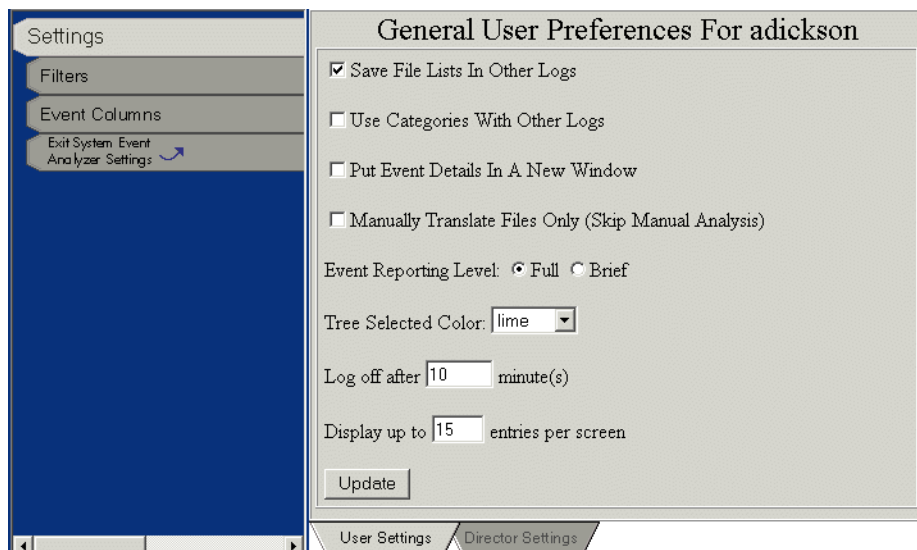 Settings
Filters
Event Columns
Exit System Event
Analyzer Settings
General User Preferences For adickson
Save File Lists In Other Logs
Use Categories With Other Logs
Put Event Details In A New Window
Manually Translate Files Only (Skip Manual Analysis)
Event Reporting Level: Full Brief
Tree Selected Color: lime
Log off after 10 minute(s)
Display up to 15 entries per screen
Update
User Settings Director Settings